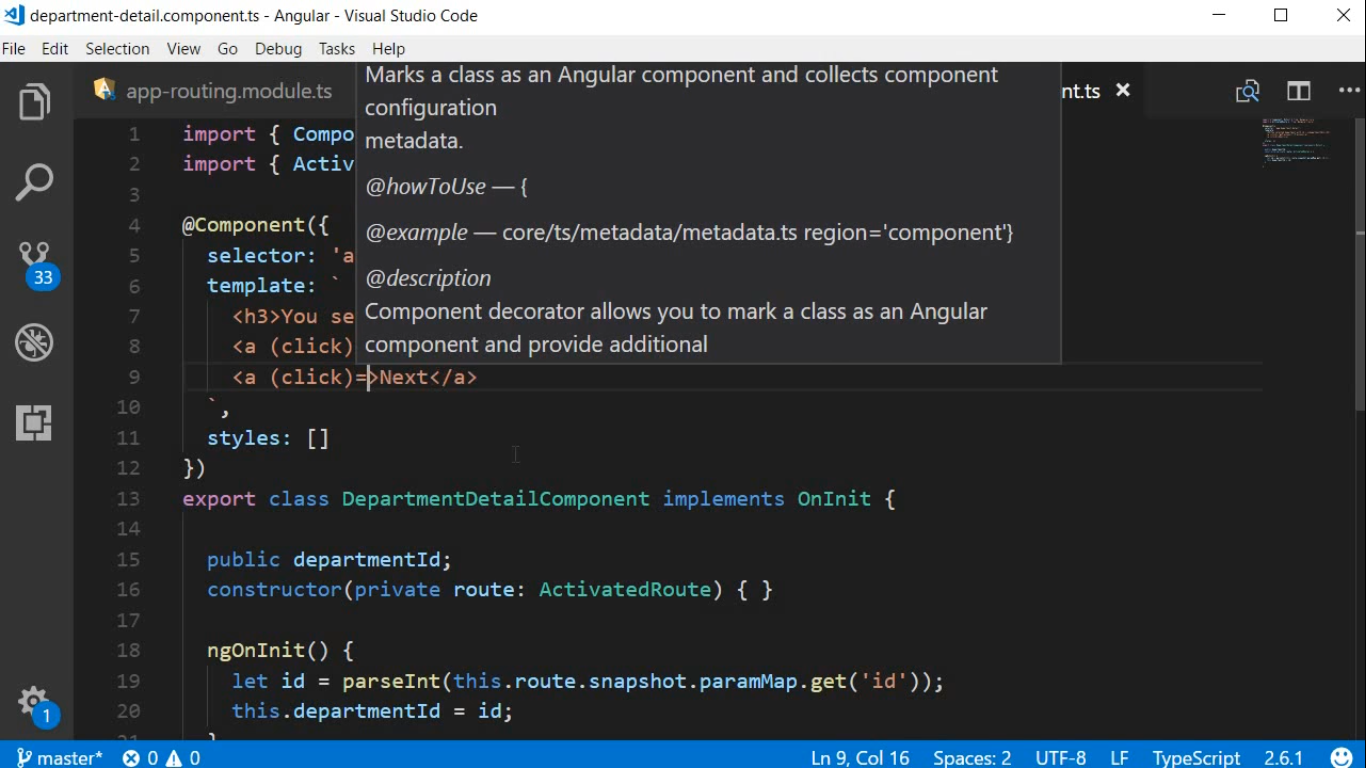 department-detail.component.ts - Angular - Visual Studio Code
File Edit Selection View Go Debug Tasks Help
app-routing.module.ts
nt.ts
Marks a class as an Angular component and collects component
configuration
metadata.
@howToUse — {
@example — core/ts/metadata/metadata.ts region='component'}
@description
Component decorator allows you to mark a class as an Angular
component and provide additional
1 import { Compo
2 import { Activ
3
4 @Component({
5 selector: 'a
6 template: `
7 <h3>You se
8 <a (click)
9 <a (click)=>Next</a>
10 `,
11 styles: []
12 })
13 export class DepartmentDetailComponent implements OnInit {
14
15 public departmentId;
16 constructor(private route: ActivatedRoute) { }
17
18 ngOnInit() {
19 let id = parseInt(this.route.snapshot.paramMap.get('id'));
20 this.departmentId = id;
33
1
master* 0 0 Ln 9, Col 16 Spaces: 2 UTF-8 LF TypeScript 2.6.1